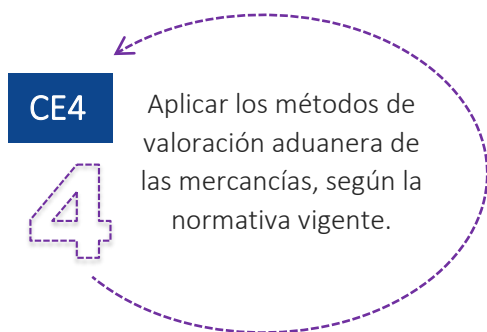 CE4
4
Aplicar los métodos de
valoración aduanera de
las mercancías, según la
normativa vigente.